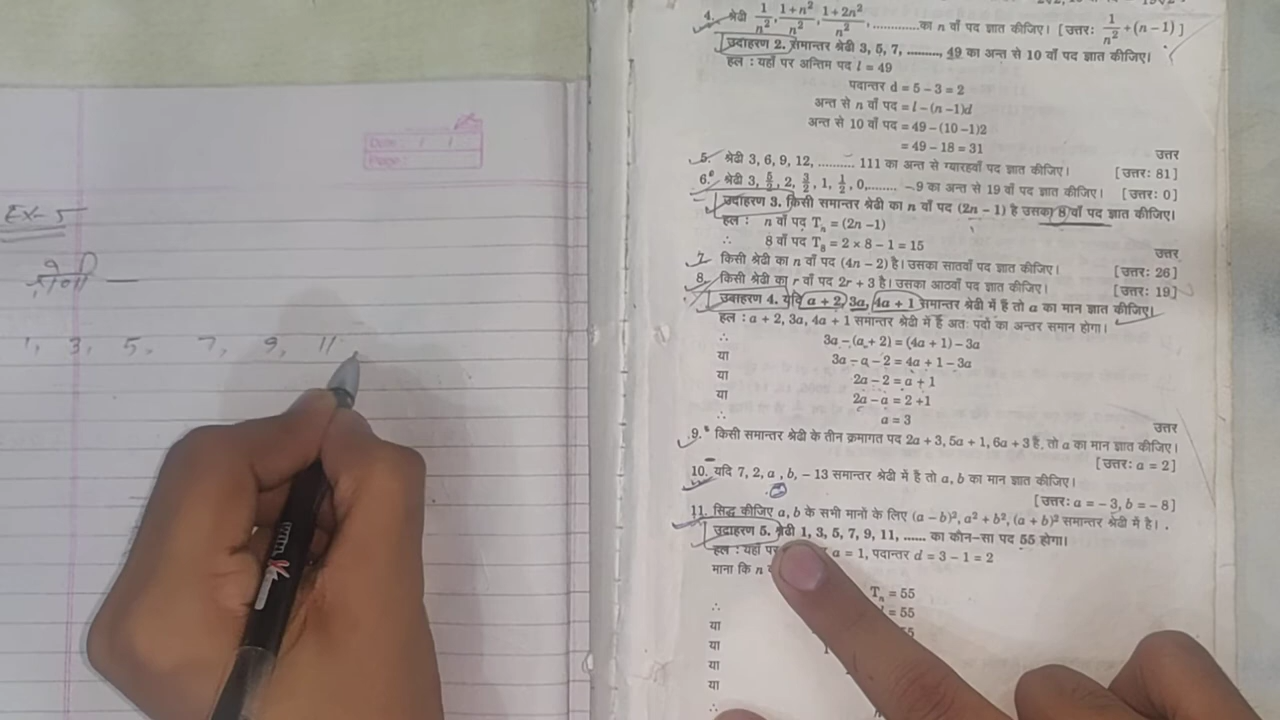 Date: / /
Page:
EX-5
श्रेणी —
1, 3, 5, 7, 9, 11
4. श्रेढी 1/n², 1+n²/n², 1+2n²/n², ............का n वाँ पद ज्ञात कीजिए। [उत्तर: 1/n² + (n−1)]
उदाहरण 2. समान्तर श्रेढी 3, 5, 7, ........., 49 का अन्त से 10 वाँ पद ज्ञात कीजिए।
हल : यहाँ पर अन्तिम पद l = 49
पदान्तर d = 5 − 3 = 2
अन्त से n वाँ पद = l − (n −1)d
अन्त से 10 वाँ पद = 49 − (10 −1)2
= 49 − 18 = 31
उत्तर
5. श्रेढी 3, 6, 9, 12, .......... 111 का अन्त से ग्यारहवाँ पद ज्ञात कीजिए। [उत्तर: 81]
6. श्रेढी 3, 5/2, 2, 3/2, 1, 1/2, 0,........ −9 का अन्त से 19 वाँ पद ज्ञात कीजिए। [उत्तर: 0]
उदाहरण 3. किसी समान्तर श्रेढी का n वाँ पद (2n − 1) है उसका 8 वाँ पद ज्ञात कीजिए।
हल : n वाँ पद Tₙ = (2n −1)
∴ 8 वाँ पद T₈ = 2 × 8 − 1 = 15
उत्तर
7. किसी श्रेढी का n वाँ पद (4n − 2) है। उसका सातवाँ पद ज्ञात कीजिए। [उत्तर: 26]
8. किसी श्रेढी का r वाँ पद 2r + 3 है। उसका आठवाँ पद ज्ञात कीजिए। [उत्तर: 19]
उदाहरण 4. यदि a + 2, 3a, 4a + 1 समान्तर श्रेढी में है तो a का मान ज्ञात कीजिए।
हल : a + 2, 3a, 4a + 1 समान्तर श्रेढी में है अतः पदों का अन्तर समान होगा।
∴ 3a − (a + 2) = (4a + 1) − 3a
या 3a − a − 2 = 4a + 1 − 3a
या 2a − 2 = a + 1
या 2a − a = 2 +1
∴ a = 3
उत्तर
9. किसी समान्तर श्रेढी के तीन क्रमागत पद 2a + 3, 5a + 1, 6a + 3 है, तो a का मान ज्ञात कीजिए।
[उत्तर: a = 2]
10. यदि 7, 2, a, b, − 13 समान्तर श्रेढी में है तो a, b का मान ज्ञात कीजिए।
[उत्तर: a = − 3, b = − 8]
11. सिद्ध कीजिए a, b के सभी मानों के लिए (a − b)², a² + b², (a + b)² समान्तर श्रेढी में है।
उदाहरण 5. श्रेढी 1, 3, 5, 7, 9, 11, ...... का कौन-सा पद 55 होगा।
हल : यहाँ पर a = 1, पदान्तर d = 3 − 1 = 2
माना कि n
Tₙ = 55
∴ = 55
या
या
या
या
∴